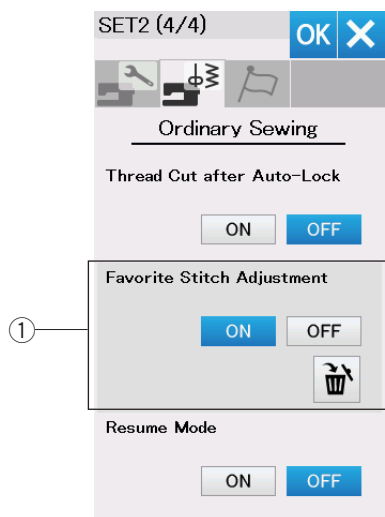 SET2 (4/4)
OK
Ordinary Sewing
Thread Cut after Auto-Lock
ON OFF
Favorite Stitch Adjustment
① ON OFF
Resume Mode
ON OFF